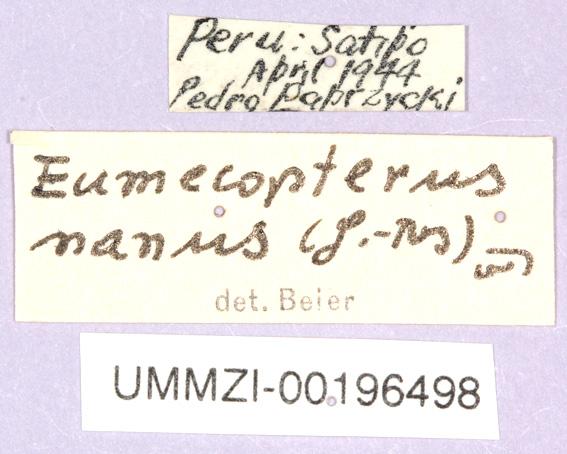 Peru: Satipo
April 1944
Pedro Paprzycki
Eumecopterus
nanus (G.-Ns)
det. Beier
UMMZI-00196498